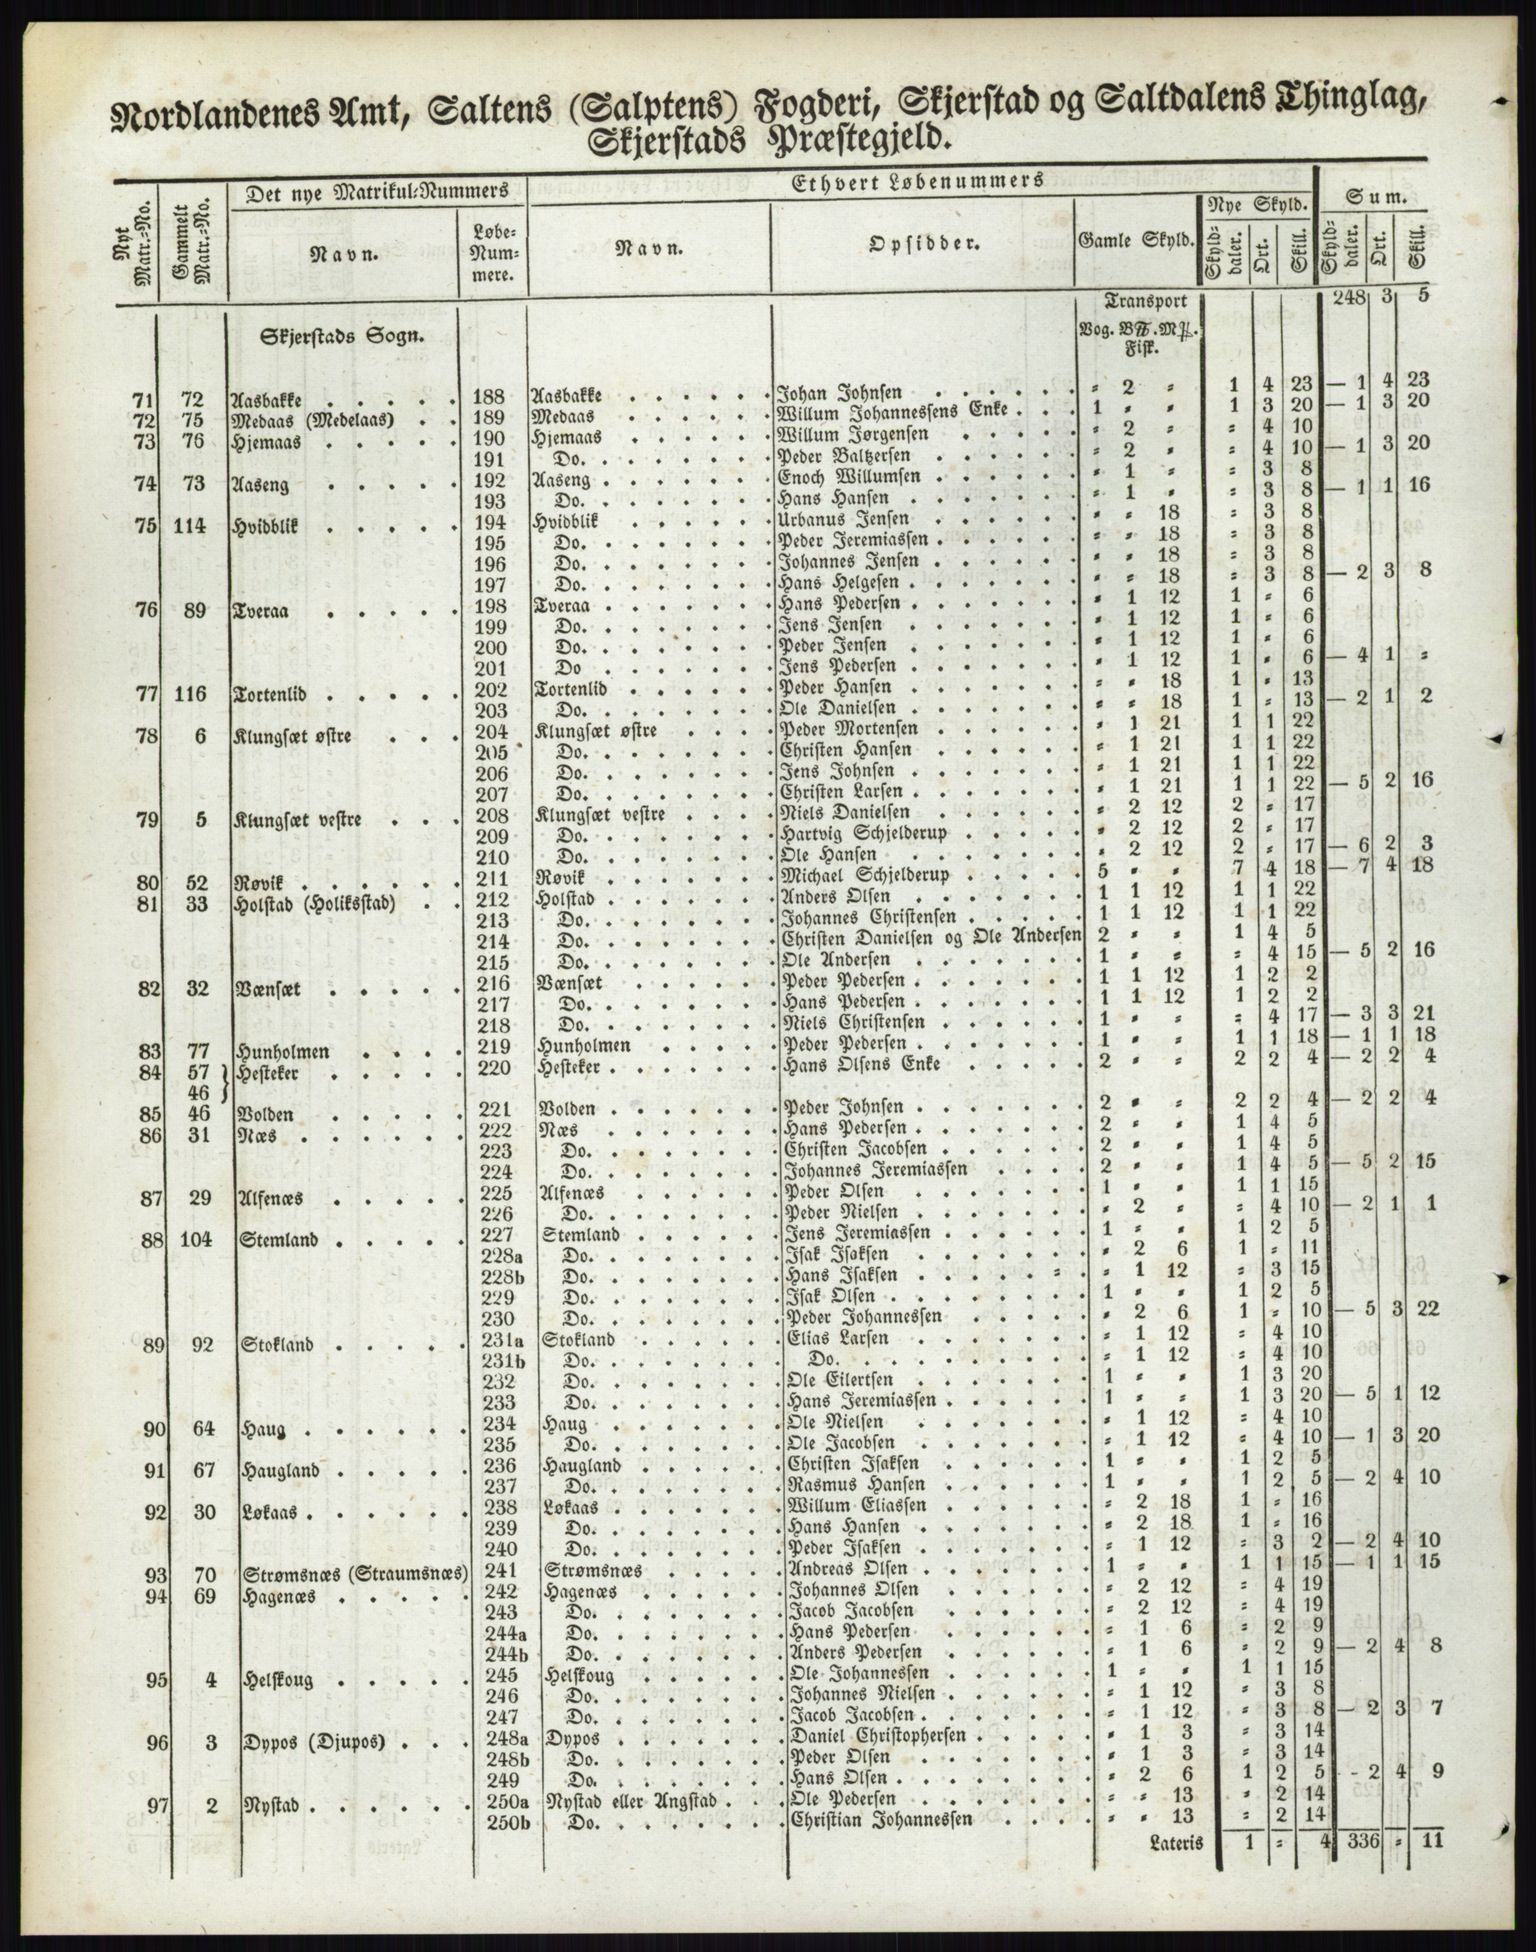 Nordlandenes Amt, Saltens (Salptens) Fogderi, Skjerstad og Saltdalens Thinglag,
Skjerstads Præstegjeld.
Nyt Matr.-No. | Gammelt Matr.-No. | Det nye Matrikul-Nummers | Ethvert Løbenummers | Sum.
Navn. | Løbe-Num-mere. | Navn. | Opsidder. | Gamle Skyld. | Nye Skyld. Skyld-daler. Ort. Skill. | Skyld-daler. Ort. Skill.
Transport 248 3 5
Skjerstads Sogn. Vog. B℔. M℔. Fisk.
71 72 Aasbakke 188 Aasbakke Johan Johnsen = 2 = 1 4 23 — 1 4 23
72 75 Medaas (Medelaas) 189 Medaas Willum Johannessens Enke 1 = = 1 3 20 — 1 3 20
73 76 Hjemaas 190 Hjemaas Willum Jørgensen = 2 = = 4 10
191 Do. Peder Baltzersen = 2 = = 4 10 — 1 3 20
74 73 Aaseng 192 Aaseng Enoch Willumsen = 1 = = 3 8
193 Do. Hans Hansen = 1 = = 3 8 — 1 1 16
75 114 Hvidblik 194 Hvidblik Urbanus Jensen = = 18 = 3 8
195 Do. Peder Jeremiassen = = 18 = 3 8
196 Do. Johannes Jensen = = 18 = 3 8
197 Do. Hans Helgesen = = 18 = 3 8 — 2 3 8
76 89 Tveraa 198 Tveraa Hans Pedersen = 1 12 1 = 6
199 Do. Jens Jensen = 1 12 1 = 6
200 Do. Peder Jensen = 1 12 1 = 6
201 Do Jens Pedersen = 1 12 1 = 6 — 4 1 =
77 116 Tortenlid 202 Tortenlid Peder Hansen = = 18 1 = 13
203 Do. Ole Danielsen = = 18 1 = 13 — 2 1 2
78 6 Klungsæt østre 204 Klungsæt østre Peder Mortensen = 1 21 1 1 22
205 Do. Christen Hansen = 1 21 1 1 22
206 Do. Jens Johnsen = 1 21 1 1 22
207 Do. Christen Larsen = 1 21 1 1 22 — 5 2 16
79 5 Klungsæt vestre 208 Klungsæt vestre Niels Danielsen = 2 12 2 = 17
209 Do. Hartvig Schjelderup = 2 12 2 = 17
210 Do. Ole Hansen = 2 12 2 = 17 — 6 2 3
80 52 Røvik 211 Røvik Michael Schjelderup 5 = = 7 4 18 — 7 4 18
81 33 Holstad (Holiksstad) 212 Holstad Anders Olsen 1 1 12 1 1 22
213 Do. Johannes Christensen 1 1 12 1 1 22
214 Do. Christen Danielsen og Ole Andersen 2 = = 1 4 5
215 Do. Ole Andersen 1 = = = 4 15 — 5 2 16
82 32 Vænsæt 216 Vænsæt Peder Pedersen 1 1 12 1 2 2
217 Do. Hans Pedersen 1 1 12 1 2 2
218 Do. Niels Christensen 1 = = = 4 17 — 3 3 21
83 77 Hunholmen 219 Hunholmen Peder Pedersen 1 = = 1 1 18 — 1 1 18
84 57 } Hesteker 220 Hesteker Hans Olsens Enke 2 = = 2 2 4 — 2 2 4
46 }
85 46 Volden 221 Volden Peder Johnsen 2 = = 2 2 4 — 2 2 4
86 31 Næs 222 Næs Hans Pedersen 2 = = 1 4 5
223 Do. Christen Jacobsen 2 = = 1 4 5
224 Do. Johannes Jeremiassen 2 = = 1 4 5 — 5 2 15
87 29 Alfenæs 225 Alfenæs Peder Olsen 1 = = 1 1 15
226 Do. Peder Nielsen = 2 = = 4 10 — 2 1 1
88 104 Stemland 227 Stemland Jens Jeremiassen 1 = = 1 2 5
228a Do. Isak Isaksen = 2 6 1 = 11
228b Do. Hans Isaksen = 1 12 = 3 15
229 Do. Isak Olsen 1 = = 1 2 5
230 Do. Peder Johannessen = 2 6 1 = 10 — 5 3 22
89 92 Stokland 231a Stokland Elias Larsen = 1 12 = 4 10
231b Do. Do. = 1 12 = 4 10
232 Do. Ole Eilertsen 1 = = 1 3 20
233 Do. Hans Jeremiassen 1 = = 1 3 20 — 5 1 12
90 64 Haug 234 Haug Ole Nielsen = 1 12 = 4 10
235 Do. Ole Jacobsen = 1 12 = 4 10 — 1 3 20
91 67 Haugland 236 Haugland Christen Isaksen 1 = = 1 2 5
237 Do. Rasmus Hansen 1 = = 1 2 5 — 2 4 10
92 30 Løkaas 238 Løkaas Willum Eliassen = 2 18 1 = 16
239 Do. Hans Hansen = 2 18 1 = 16
240 Do. Peder Isaksen = 1 12 = 3 2 — 2 4 10
93 70 Strømsnæs (Straumsnæs) 241 Strømsnæs Andreas Olsen 1 = = 1 1 15 — 1 1 15
94 69 Hagenæs 242 Hagenæs Johannes Olsen = 2 12 = 4 19
243 Do. Jacob Jacobsen = 2 12 = 4 19
244a Do. Hans Pedersen = 1 6 = 2 9
244b Do. Anders Pedersen = 1 6 = 2 9 — 2 4 8
95 4 Helskoug 245 Helskoug Ole Johannessen 1 = = 1 1 15
246 Do. Johannes Nielsen = 1 12 = 3 8
247 Do. Jacob Jacobsen = 1 12 = 3 8 — 2 3 7
96 3 Dypos (Djupos) 248a Dypos Daniel Christophersen = 1 3 = 3 14
248b Do. Peder Olsen = 1 3 = 3 14
249 Do. Hans Olsen = 2 6 1 2 5 - 2 4 9
97 2 Nystad 250a Nystad eller Angstad Ole Pedersen = = 13 = 2 14
250b Do. Christian Johannessen = = 13 = 2 14
Lateris 1 = 4 336 = 11